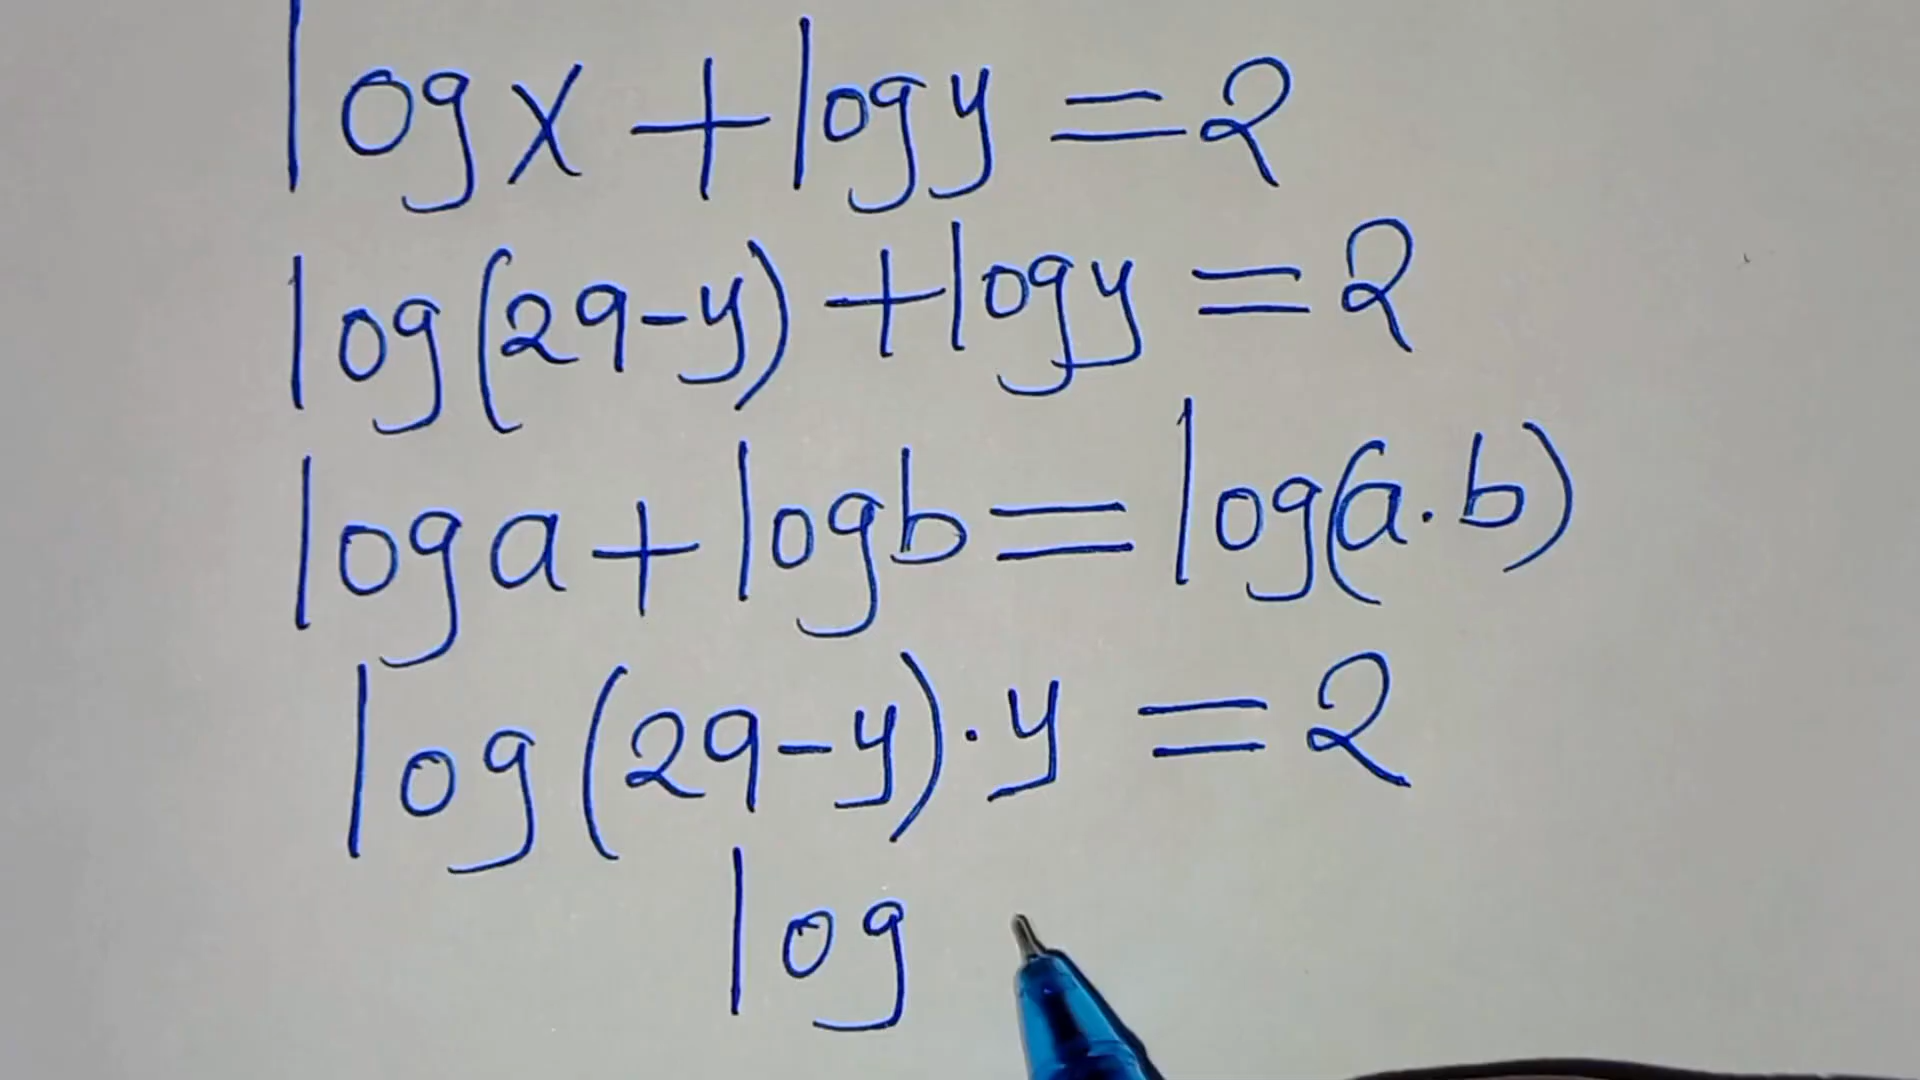 log x + log y = 2
log(29-y) + log y = 2
log a + log b = log(a·b)
log(29-y)·y = 2
log